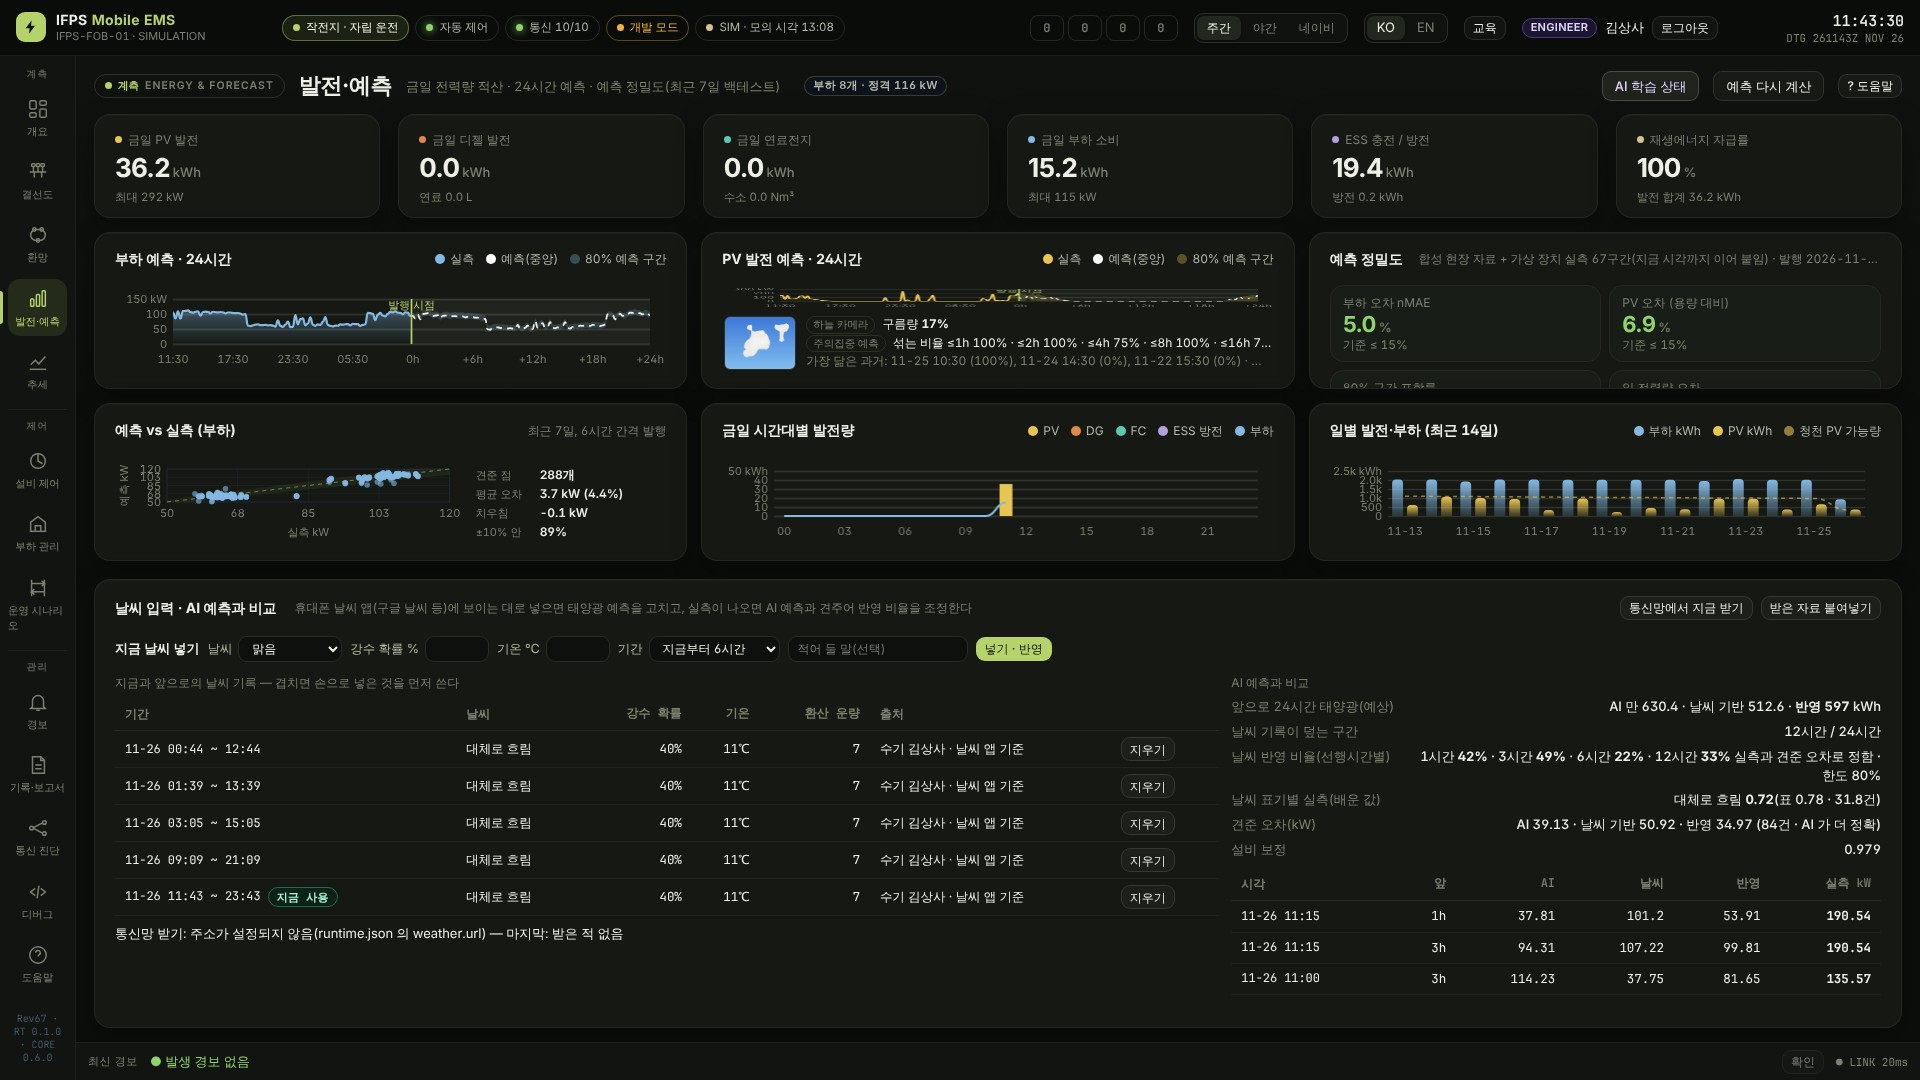 IFPS Mobile EMS
IFPS-FOB-01 · SIMULATION
작전지 · 자립 운전
자동 제어
통신 10/10
개발 모드
SIM · 모의 시각 13:08
0 0 0 0
주간 야간 네이비
KO EN
교육
ENGINEER 김상사 로그아웃
11:43:30
DTG 261143Z NOV 26
계측
개요
결선도
환망
발전·예측
추세
제어
설비 제어
부하 관리
운영 시나리
오
관리
경보
기록·보고서
통신 진단
디버그
도움말
Rev67 ·
RT 0.1.0
· CORE
0.6.0
계측 ENERGY & FORECAST
발전·예측
금일 전력량 적산 · 24시간 예측 · 예측 정밀도(최근 7일 백테스트)
부하 8개 · 정격 116 kW
AI 학습 상태
예측 다시 계산
? 도움말
금일 PV 발전
36.2 kWh
최대 292 kW
금일 디젤 발전
0.0 kWh
연료 0.0 L
금일 연료전지
0.0 kWh
수소 0.0 Nm³
금일 부하 소비
15.2 kWh
최대 115 kW
ESS 충전 / 방전
19.4 kWh
방전 0.2 kWh
재생에너지 자급률
100 %
발전 합계 36.2 kWh
부하 예측 · 24시간
실측 예측(중앙) 80% 예측 구간
발행 시점
150 kW
100
50
0
11:30 17:30 23:30 05:30 0h +6h +12h +18h +24h
PV 발전 예측 · 24시간
실측 예측(중앙) 80% 예측 구간
하늘 카메라 구름량 17%
주의집중 예측 섞는 비율 ≤1h 100% · ≤2h 100% · ≤4h 75% · ≤8h 100% · ≤16h 7...
가장 닮은 과거: 11-25 10:30 (100%), 11-24 14:30 (0%), 11-22 15:30 (0%) · ...
예측 정밀도
합성 현장 자료 + 가상 장치 실측 67구간(지금 시각까지 이어 붙임) · 발행 2026-11-...
부하 오차 nMAE
5.0 %
기준 ≤ 15%
PV 오차 (용량 대비)
6.9 %
기준 ≤ 15%
예측 vs 실측 (부하)
최근 7일, 6시간 간격 발행
예측 kW
120
103
85
68
50
50 68 85 103 120
실측 kW
견준 점 288개
평균 오차 3.7 kW (4.4%)
치우침 -0.1 kW
±10% 안 89%
금일 시간대별 발전량
PV DG FC ESS 방전 부하
50 kWh
40
30
20
10
0
00 03 06 09 12 15 18 21
일별 발전·부하 (최근 14일)
부하 kWh PV kWh 청천 PV 가능량
2.5k kWh
2.0k
1.5k
1.0k
500
0
11-13 11-15 11-17 11-19 11-21 11-23 11-25
날씨 입력 · AI 예측과 비교
휴대폰 날씨 앱(구글 날씨 등)에 보이는 대로 넣으면 태양광 예측을 고치고, 실측이 나오면 AI 예측과 견주어 반영 비율을 조정한다
통신망에서 지금 받기
받은 자료 붙여넣기
지금 날씨 넣기 날씨 맑음 강수 확률 % 기온 ℃ 기간 지금부터 6시간 적어 둘 말(선택) 넣기 · 반영
지금과 앞으로의 날씨 기록 — 겹치면 손으로 넣은 것을 먼저 쓴다
기간 날씨 강수 확률 기온 환산 운량 출처
11-26 00:44 ~ 12:44 대체로 흐림 40% 11℃ 7 수기 김상사 · 날씨 앱 기준 지우기
11-26 01:39 ~ 13:39 대체로 흐림 40% 11℃ 7 수기 김상사 · 날씨 앱 기준 지우기
11-26 03:05 ~ 15:05 대체로 흐림 40% 11℃ 7 수기 김상사 · 날씨 앱 기준 지우기
11-26 09:09 ~ 21:09 대체로 흐림 40% 11℃ 7 수기 김상사 · 날씨 앱 기준 지우기
11-26 11:43 ~ 23:43 지금 사용 대체로 흐림 40% 11℃ 7 수기 김상사 · 날씨 앱 기준 지우기
통신망 받기: 주소가 설정되지 않음(runtime.json 의 weather.url) — 마지막: 받은 적 없음
AI 예측과 비교
앞으로 24시간 태양광(예상) AI 만 630.4 · 날씨 기반 512.6 · 반영 597 kWh
날씨 기록이 덮는 구간 12시간 / 24시간
날씨 반영 비율(선행시간별) 1시간 42% · 3시간 49% · 6시간 22% · 12시간 33% 실측과 견준 오차로 정함 ·
한도 80%
날씨 표기별 실측(배운 값) 대체로 흐림 0.72(표 0.78 · 31.8건)
견준 오차(kW) AI 39.13 · 날씨 기반 50.92 · 반영 34.97 (84건 · AI 가 더 정확)
설비 보정 0.979
시각 앞 AI 날씨 반영 실측 kW
11-26 11:15 1h 37.81 101.2 53.91 190.54
11-26 11:15 3h 94.31 107.22 99.81 190.54
11-26 11:00 3h 114.23 37.75 81.65 135.57
최신 경보 발생 경보 없음
확인
LINK 20ms